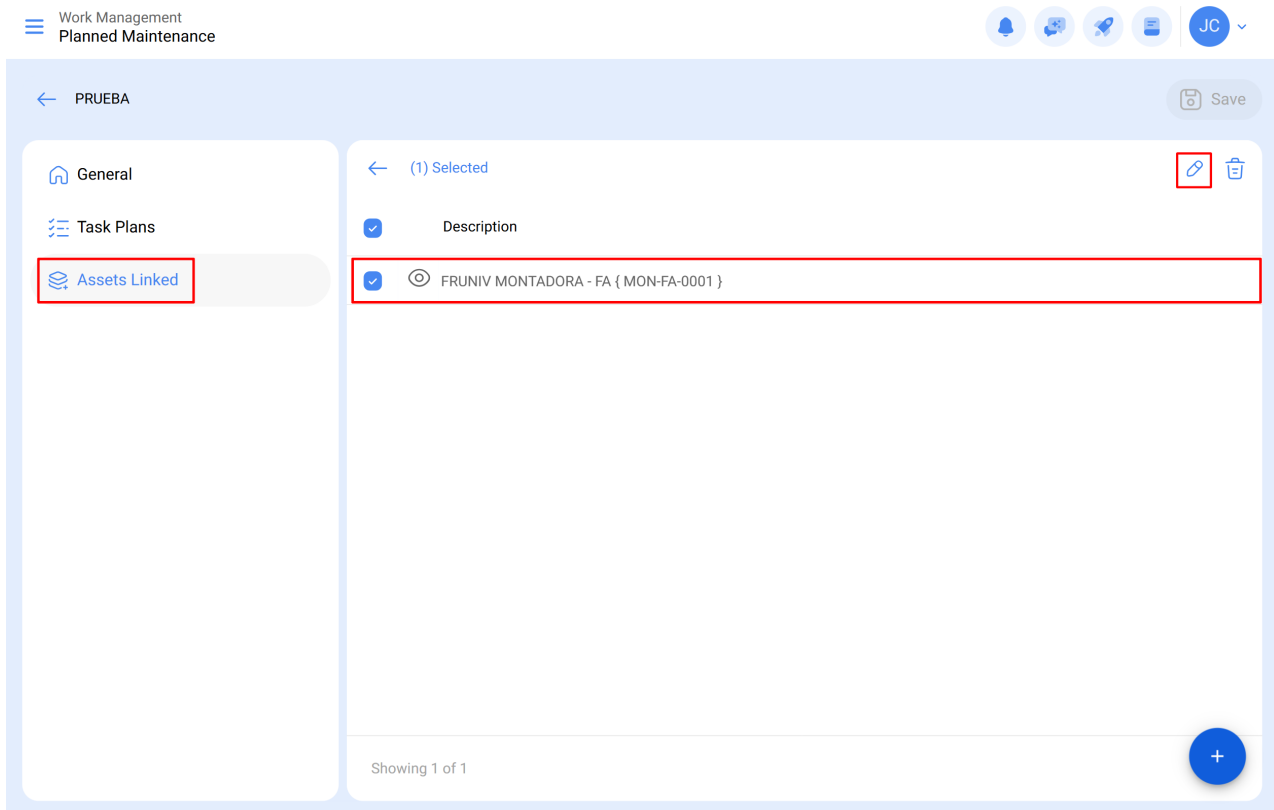 Work Management
Planned Maintenance
JC
PRUEBA
Save
General
Task Plans
Assets Linked
(1) Selected
Description
FRUNIV MONTADORA - FA { MON-FA-0001 }
Showing 1 of 1